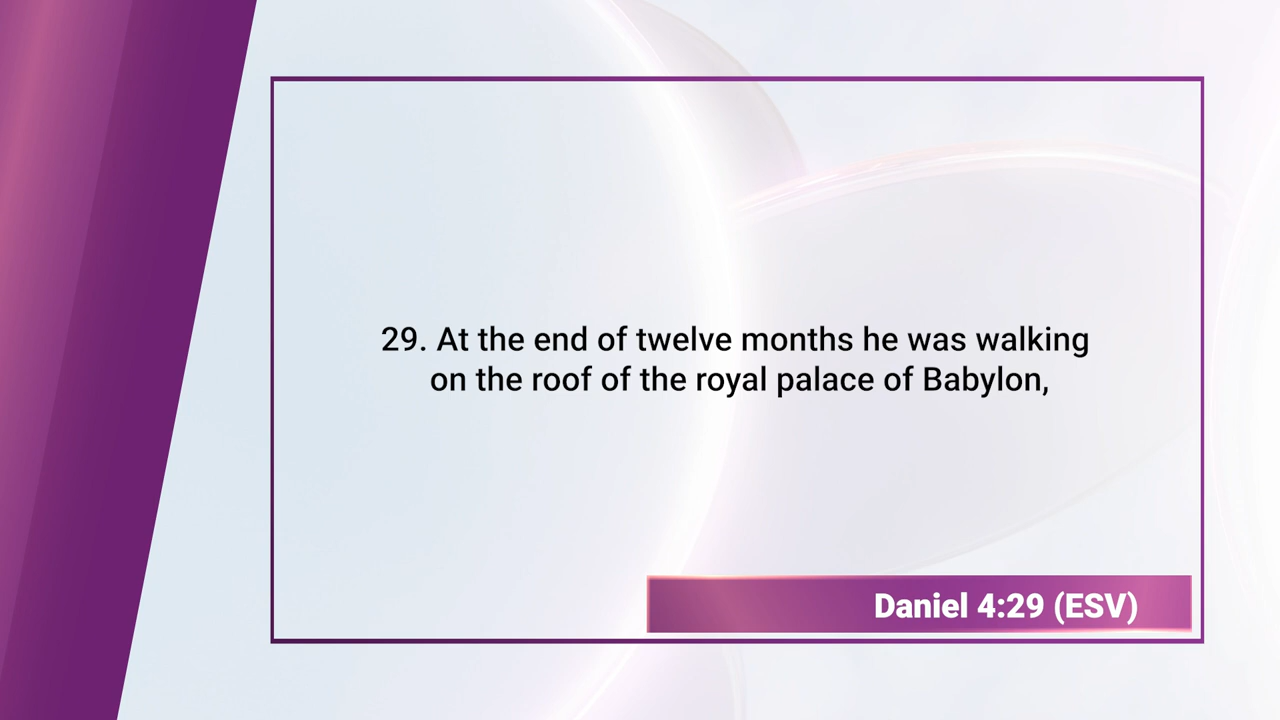 29. At the end of twelve months he was walking
on the roof of the royal palace of Babylon,
Daniel 4:29 (ESV)